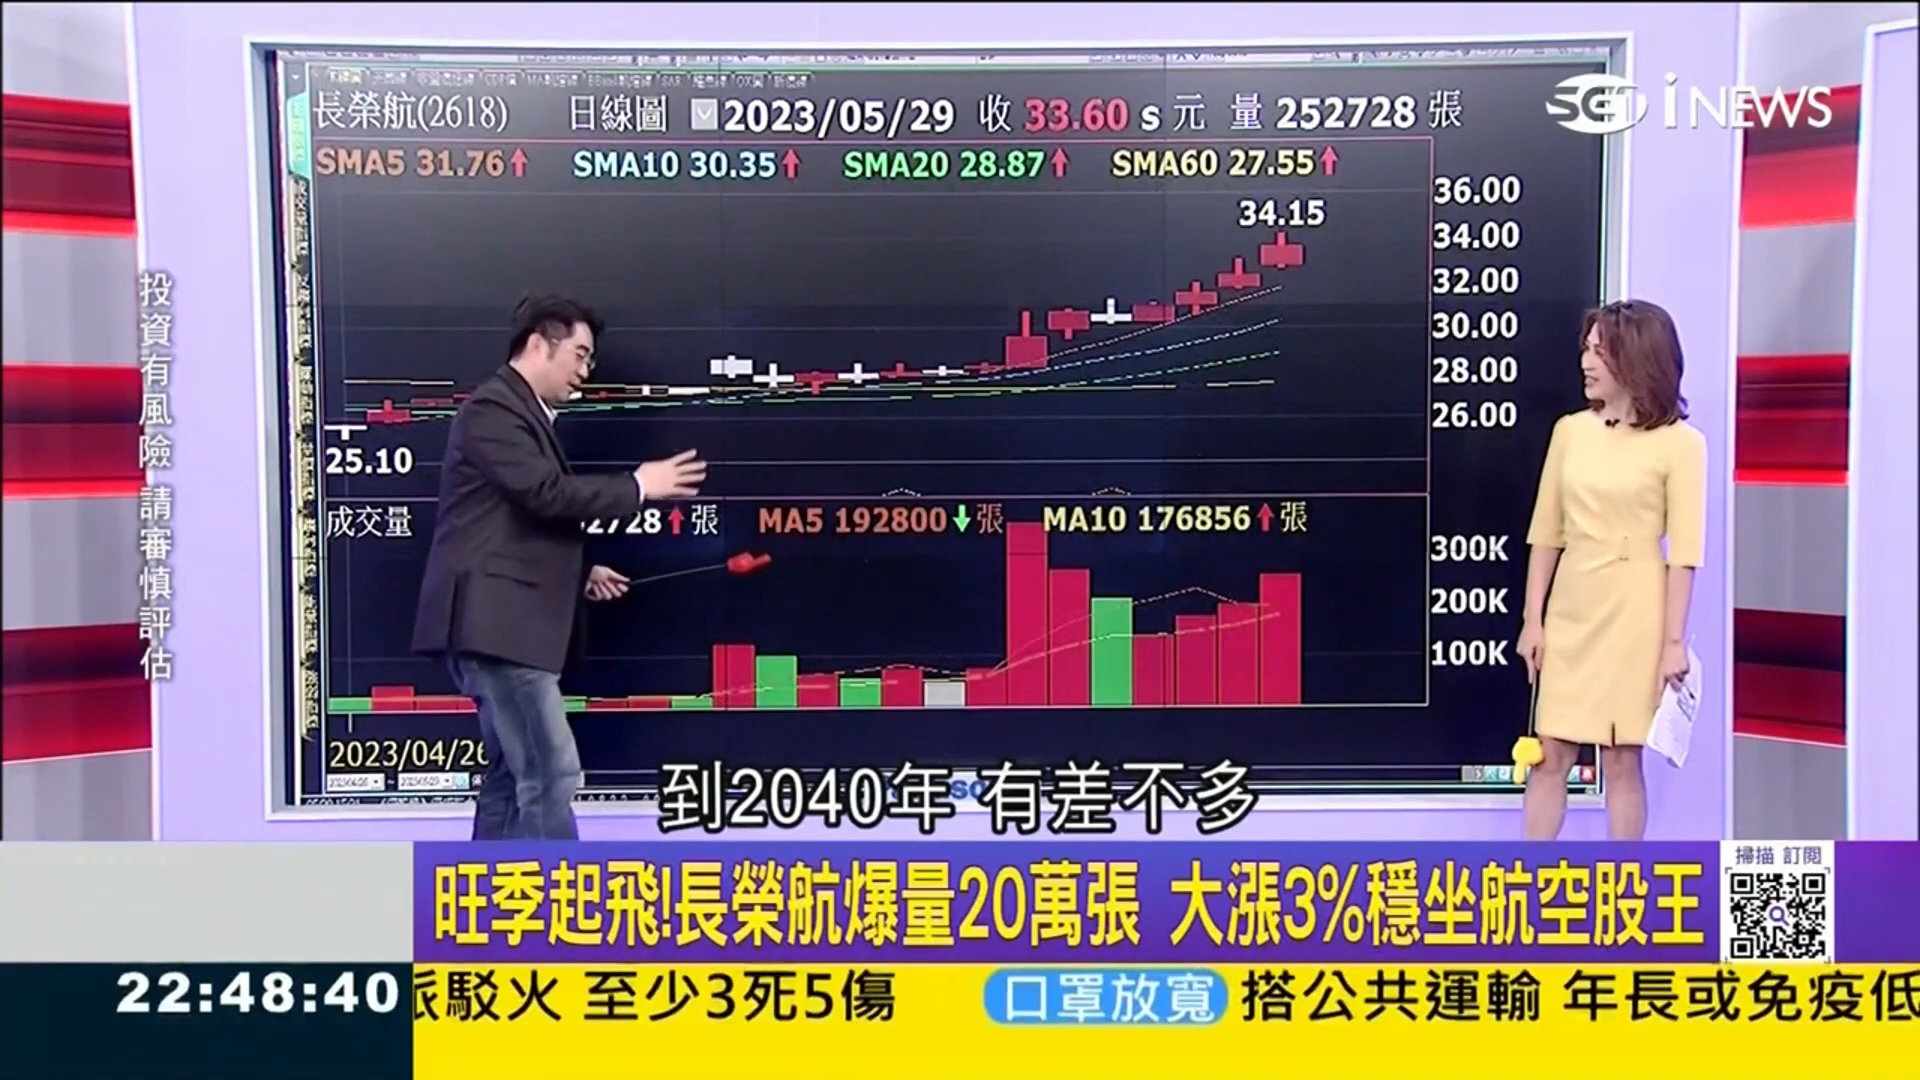 SET iNEWS
長榮航(2618) 日線圖 2023/05/29 收 33.60 s 元 量 252728 張
SMA5 31.76↑ SMA10 30.35↑ SMA20 28.87↑ SMA60 27.55↑
36.00
34.15
34.00
32.00
30.00
28.00
26.00
25.10
成交量 2728↑張 MA5 192800↓張 MA10 176856↑張
300K
200K
100K
2023/04/26
投資有風險 請審慎評估
到2040年 有差不多
旺季起飛!長榮航爆量20萬張 大漲3%穩坐航空股王
掃描 訂閱
22:48:40
駁火 至少3死5傷 口罩放寬 搭公共運輸 年長或免疫低